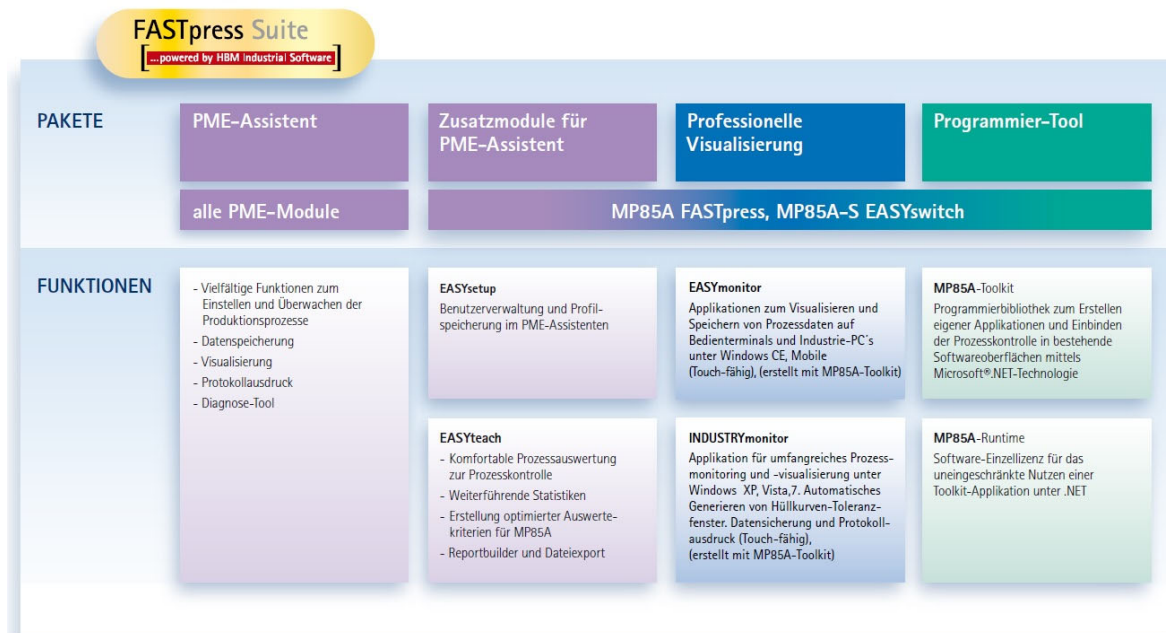 FASTpress Suite
[...powered by HBM Industrial Software]
PAKETE
PME-Assistent
Zusatzmodule für
PME-Assistent
Professionelle
Visualisierung
Programmier-Tool
alle PME-Module
MP85A FASTpress, MP85A-S EASYswitch
FUNKTIONEN
- Vielfältige Funktionen zum
Einstellen und Überwachen der
Produktionsprozesse
- Datenspeicherung
- Visualisierung
- Protokollausdruck
- Diagnose-Tool
EASYsetup
Benutzerverwaltung und Profil-
speicherung im PME-Assistenten
EASYteach
- Komfortable Prozessauswertung
zur Prozesskontrolle
- Weiterführende Statistiken
- Erstellung optimierter Auswerte-
kriterien für MP85A
- Reportbuilder und Dateiexport
EASYmonitor
Applikationen zum Visualisieren und
Speichern von Prozessdaten auf
Bedienterminals und Industrie-PC´s
unter Windows CE, Mobile
(Touch-fähig), (erstellt mit MP85A-Toolkit)
INDUSTRYmonitor
Applikation für umfangreiches Prozess-
monitoring und -visualisierung unter
Windows XP, Vista,7. Automatisches
Generieren von Hüllkurven-Toleranz-
fenster. Datensicherung und Protokoll-
ausdruck (Touch-fähig),
(erstellt mit MP85A-Toolkit)
MP85A-Toolkit
Programmierbibliothek zum Erstellen
eigener Applikationen und Einbinden
der Prozesskontrolle in bestehende
Softwareoberflächen mittels
Microsoft®.NET-Technologie
MP85A-Runtime
Software-Einzellizenz für das
uneingeschränkte Nutzen einer
Toolkit-Applikation unter .NET